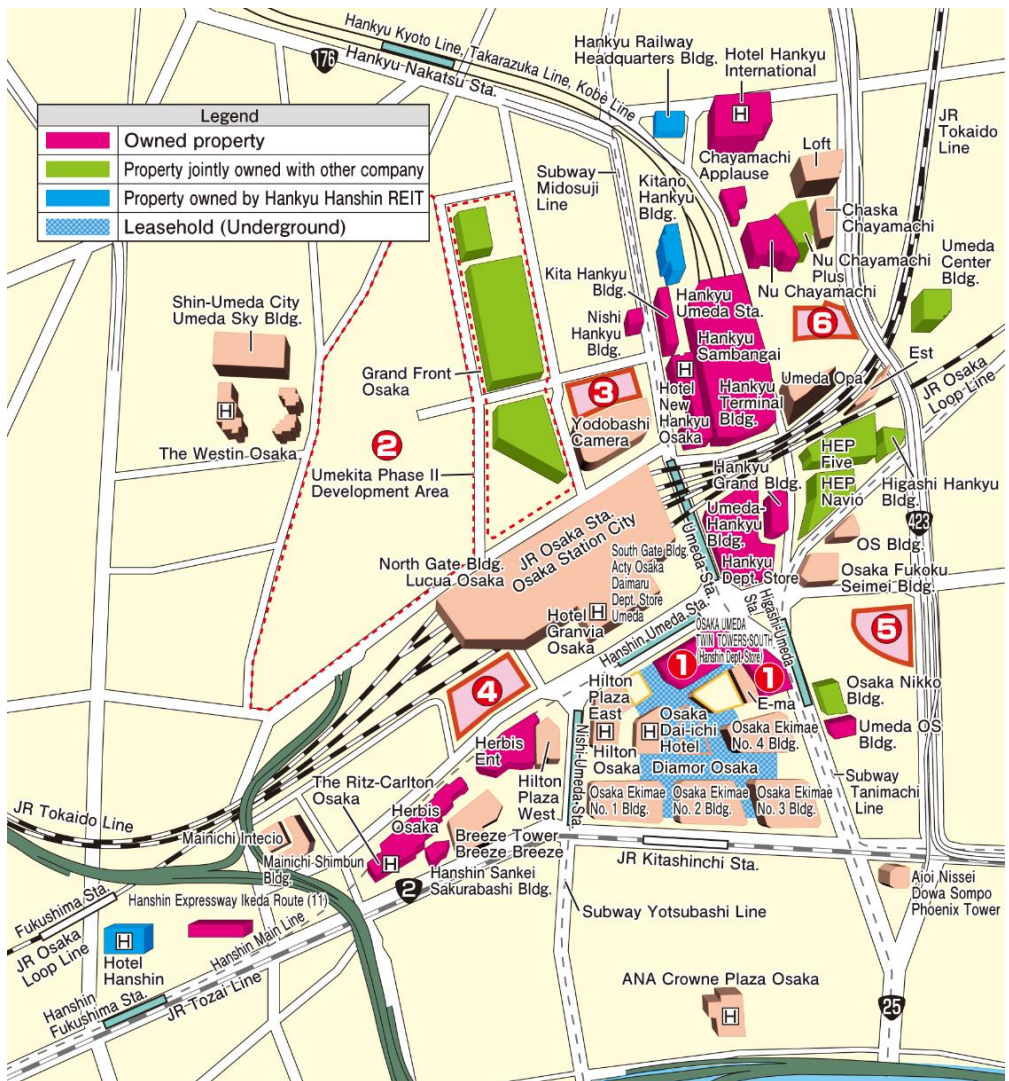 Hankyu Kyoto Line, Takarazuka Line, Kobe Line
176
Hankyu Nakatsu Sta.
Hankyu Railway
Headquarters Bldg.
Hotel Hankyu
International
H
JR
Tokaido
Line
Legend
Owned property
Property jointly owned with other company
Property owned by Hankyu Hanshin REIT
Leasehold (Underground)
Subway
Midosuji
Line
Chayamachi
Applause
Loft
Kitano
Hankyu
Bldg.
Chaska
Chayamachi
Nu Chayamachi
Plus
Nu Chayamachi
Umeda
Center
Bldg.
Kita Hankyu
Bldg.
Nishi
Hankyu
Bldg.
Hankyu
Umeda Sta.
Hankyu
Sambangai
6
Shin-Umeda City
Umeda Sky Bldg.
H
The Westin Osaka
Grand Front
Osaka
3
Yodobashi
Camera
H
Hotel
New
Hankyu
Osaka
Hankyu
Terminal
Bldg.
Umeda Opa
Est
JR Osaka
Loop Line
2
Umekita Phase II
Development Area
HEP
Five
HEP
Navio
Higashi Hankyu
Bldg.
423
Hankyu
Grand Bldg.
Umeda-
Hankyu
Bldg.
Hankyu
Dept. Store
Umeda Sta.
OS Bldg.
Osaka Fukoku
Seimei Bldg.
JR Osaka Sta.
Osaka Station City
North Gate Bldg.
Lucua Osaka
South Gate Bldg.
Acty Osaka
Daimaru
Dept. Store
Umeda
H
Hotel
Granvia
Osaka
Hanshin Umeda Sta.
Higashi-Umeda
Sta.
OSAKA UMEDA
TWIN TOWERS SOUTH
(Hanshin Dept. Store)
1
1
5
4
E-ma
Osaka Nikko
Bldg.
Umeda OS
Bldg.
Hilton
Plaza
East
H
Hilton
Osaka
H
Osaka
Dai-ichi
Hotel
Osaka Ekimae
No. 4 Bldg.
Diamor Osaka
Osaka Ekimae
No. 1 Bldg.
Osaka Ekimae
No. 2 Bldg.
Osaka Ekimae
No. 3 Bldg.
Nishi-Umeda Sta.
Subway
Tanimachi
Line
Herbis
Ent
Hilton
Plaza
West
The Ritz-Carlton
Osaka
Herbis
Osaka
H
Breeze Tower
Breeze Breeze
Hanshin Sankei
Sakurabashi Bldg.
2
JR Tokaido Line
Mainichi Intecio
Mainichi-Shimbun
Bldg.
JR Kitashinchi Sta.
Aioi Nissei
Dowa Sompo
Phoenix Tower
Fukushima Sta.
JR Osaka
Loop Line
Hanshin Expressway Ikeda Route (11)
H
Hotel
Hanshin
Hanshin Main Line
Hanshin
Fukushima Sta.
JR Tozai Line
Subway Yotsubashi Line
ANA Crowne Plaza Osaka
H
25